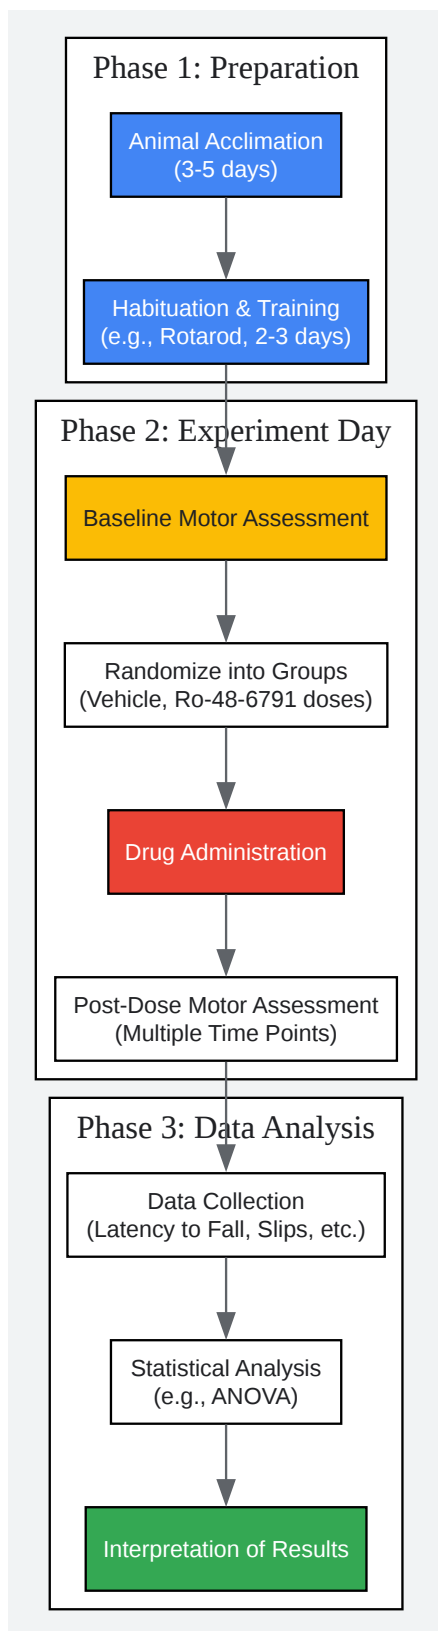 Phase 1: Preparation
Animal Acclimation
(3-5 days)
Habituation & Training
(e.g., Rotarod, 2-3 days)
Phase 2: Experiment Day
Baseline Motor Assessment
Randomize into Groups
(Vehicle, Ro-48-6791 doses)
Drug Administration
Post-Dose Motor Assessment
(Multiple Time Points)
Phase 3: Data Analysis
Data Collection
(Latency to Fall, Slips, etc.)
Statistical Analysis
(e.g., ANOVA)
Interpretation of Results